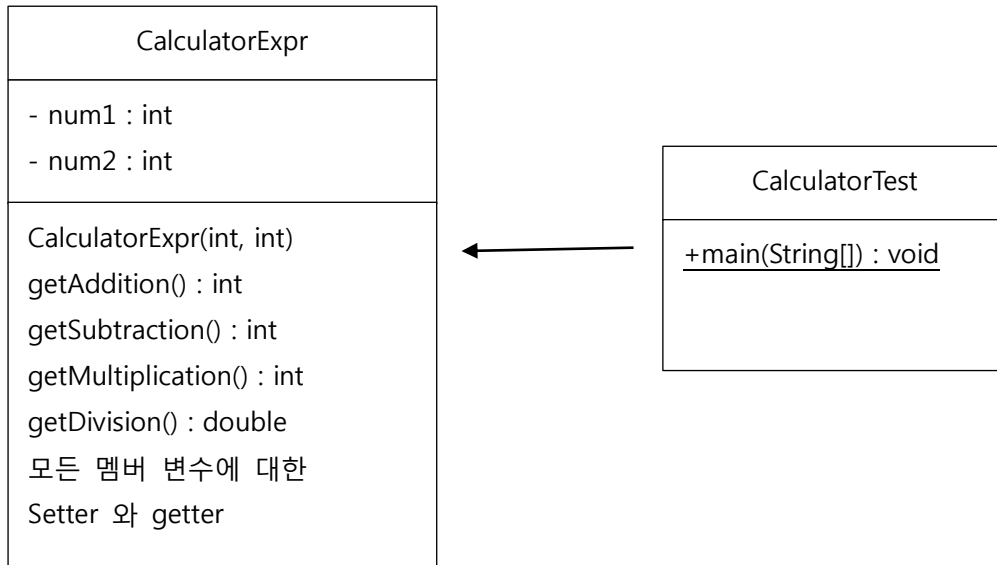 CalculatorExpr
- num1 : int
- num2 : int
CalculatorExpr(int, int)
getAddition() : int
getSubtraction() : int
getMultiplication() : int
getDivision() : double
모든 멤버 변수에 대한
Setter 와 getter
CalculatorTest
+main(String[]) : void